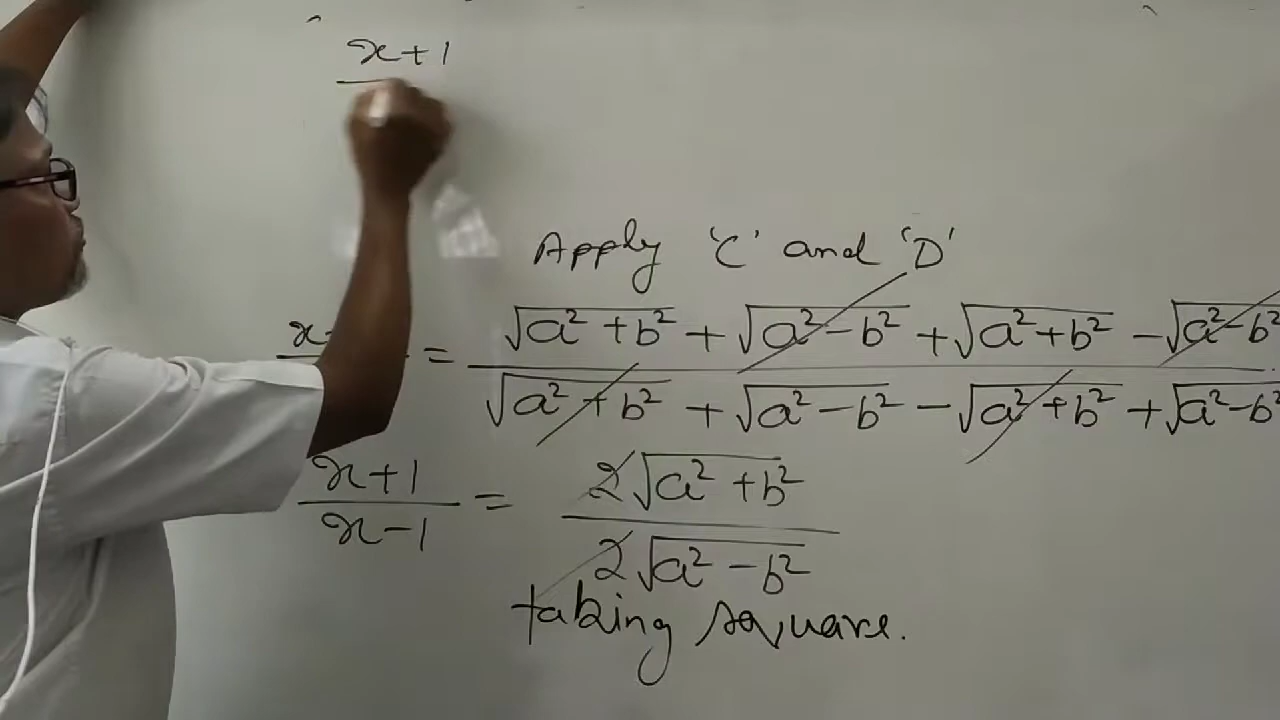 x+1
Apply 'C' and 'D'
= √a²+b² + √a²-b² + √a²+b² - √a²-b²
√a²+b² + √a²-b² - √a²+b² + √a²-b²
x+1 = 2√a²+b²
x-1 2√a²-b²
taking square.